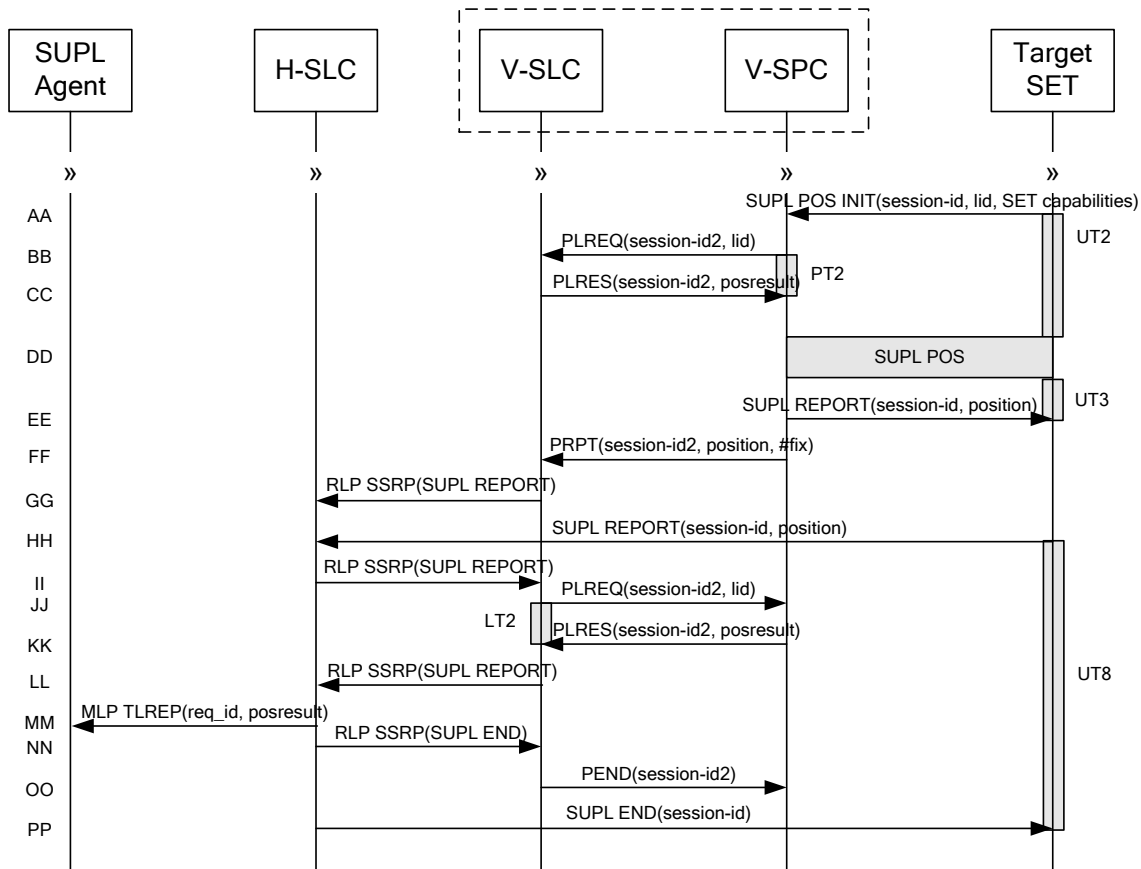 SUPL
Agent
H-SLC
V-SLC
V-SPC
Target
SET
» » » » »
AA
SUPL POS INIT(session-id, lid, SET capabilities)
UT2
BB
PLREQ(session-id2, lid)
PT2
CC
PLRES(session-id2, posresult)
DD
SUPL POS
UT3
EE
SUPL REPORT(session-id, position)
FF
PRPT(session-id2, position, #fix)
GG
RLP SSRP(SUPL REPORT)
HH
SUPL REPORT(session-id, position)
II
RLP SSRP(SUPL REPORT)
JJ
PLREQ(session-id2, lid)
LT2
KK
PLRES(session-id2, posresult)
LL
RLP SSRP(SUPL REPORT)
UT8
MM
MLP TLREP(req_id, posresult)
NN
RLP SSRP(SUPL END)
OO
PEND(session-id2)
PP
SUPL END(session-id)